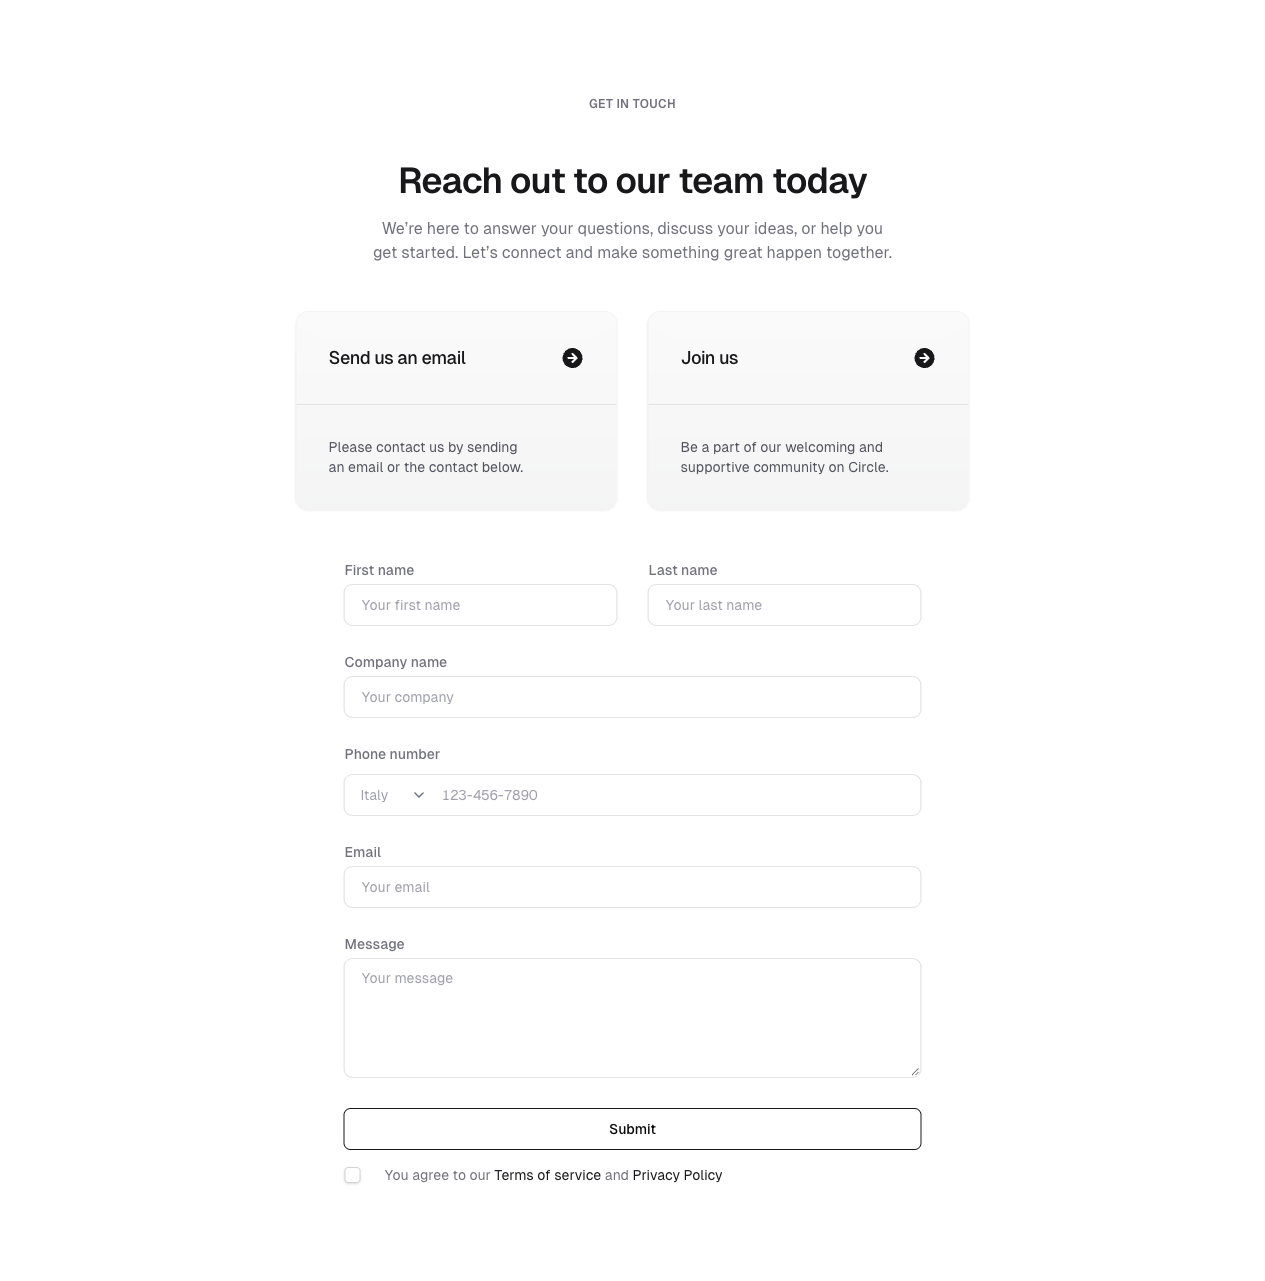 GET IN TOUCH
Reach out to our team today
We’re here to answer your questions, discuss your ideas, or help you
get started. Let’s connect and make something great happen together.
Send us an email
Please contact us by sending
an email or the contact below.
Join us
Be a part of our welcoming and
supportive community on Circle.
First name
Your first name
Last name
Your last name
Company name
Your company
Phone number
Italy 123-456-7890
Email
Your email
Message
Your message
Submit
You agree to our Terms of service and Privacy Policy